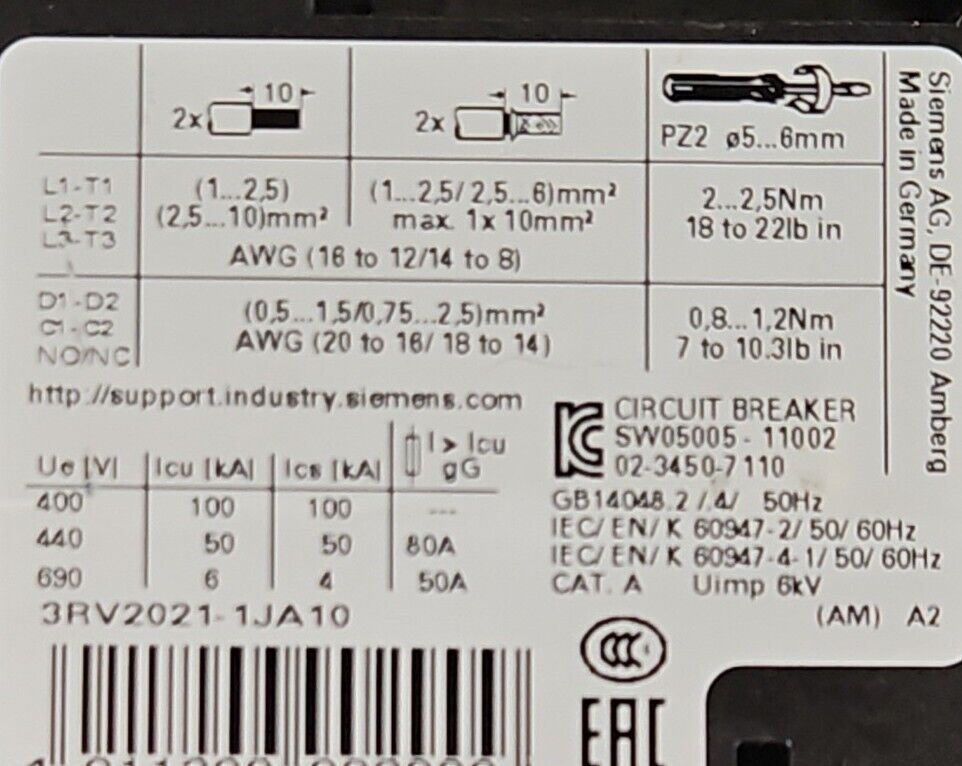 10
2x
10
2x
PZ2 ø5...6mm
L1-T1
L2-T2
L3-T3
(1...2,5)
(2,5...10)mm²
(1...2,5/2,5...6)mm²
max. 1x 10mm²
AWG (16 to 12/14 to 8)
2...2,5Nm
18 to 22lb in
D1-D2
C1-C2
NO/NC
(0,5...1,5/0,75...2,5)mm²
AWG (20 to 16/ 18 to 14)
0,8...1,2Nm
7 to 10.3lb in
Siemens AG, DE-92220 Amberg
Made in Germany
http://support.industry.siemens.com
Ue [V] Icu [kA] Ics [kA] I > Icu
gG
400 100 100 ---
440 50 50 80A
690 6 4 50A
3RV2021-1JA10
KC CIRCUIT BREAKER
SW05005-11002
02-3450-7110
GB14048.2/.4/ 50Hz
IEC/EN/K 60947-2/50/60Hz
IEC/EN/K 60947-4-1/50/60Hz
CAT. A Uimp 6kV
(AM) A2
CCC
EAC